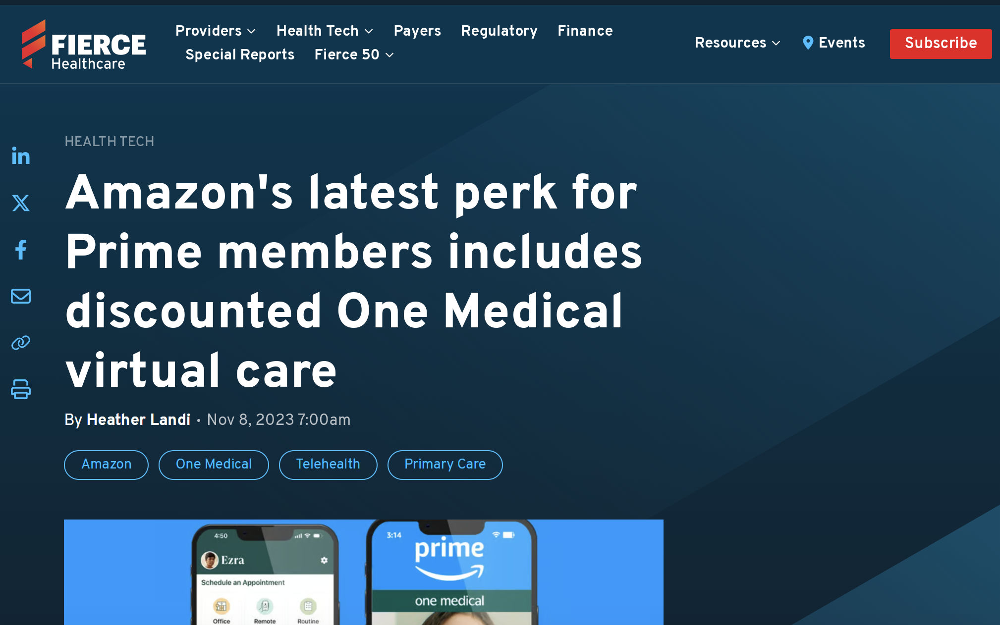 FIERCE
Healthcare
Providers
Health Tech
Payers
Regulatory
Finance
Special Reports
Fierce 50
Resources
Events
Subscribe
HEALTH TECH
Amazon's latest perk for
Prime members includes
discounted One Medical
virtual care
By Heather Landi • Nov 8, 2023 7:00am
Amazon
One Medical
Telehealth
Primary Care
4:50
Ezra
Schedule an Appointment
Office
Remote
Routine
3:14
prime
one medical